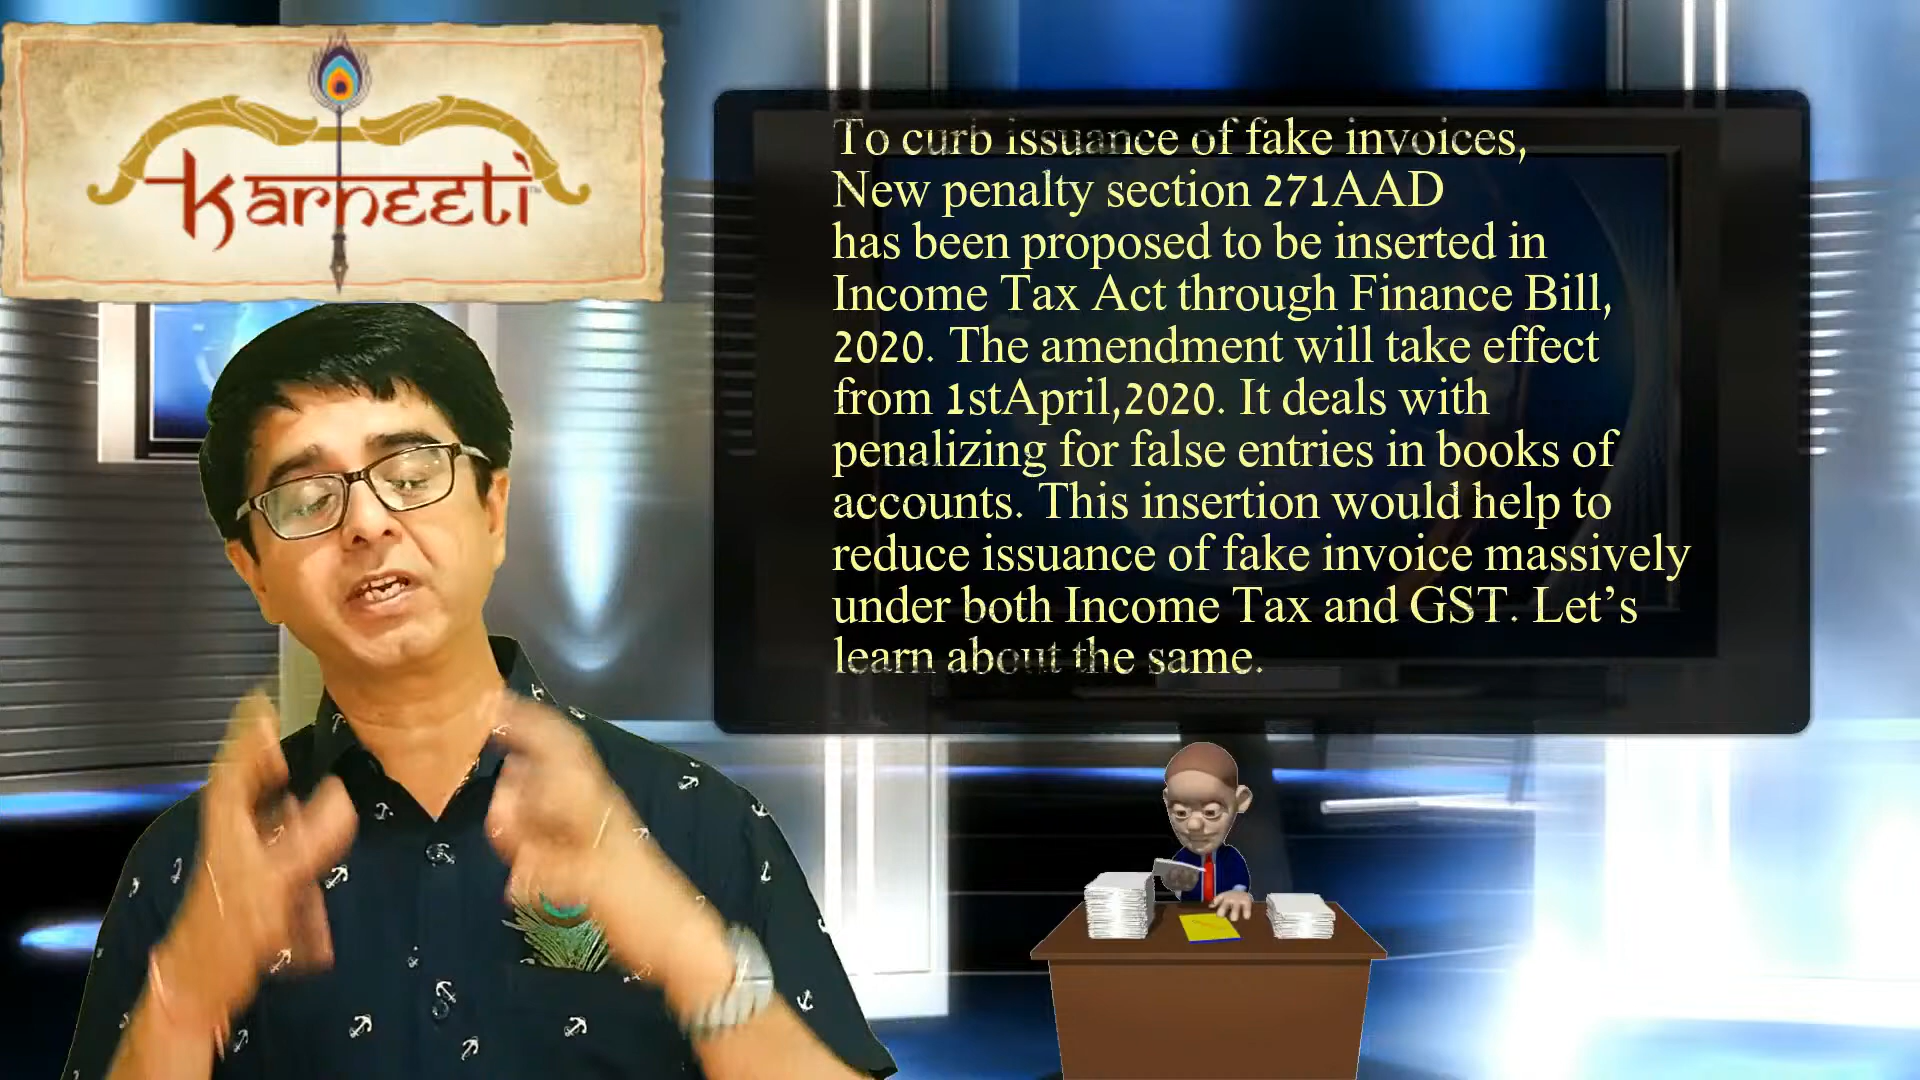 karneeti
TM
To curb issuance of fake invoices,
New penalty section 271AAD
has been proposed to be inserted in
Income Tax Act through Finance Bill,
2020. The amendment will take effect
from 1stApril,2020. It deals with
penalizing for false entries in books of
accounts. This insertion would help to
reduce issuance of fake invoice massively
under both Income Tax and GST. Let’s
learn about the same.